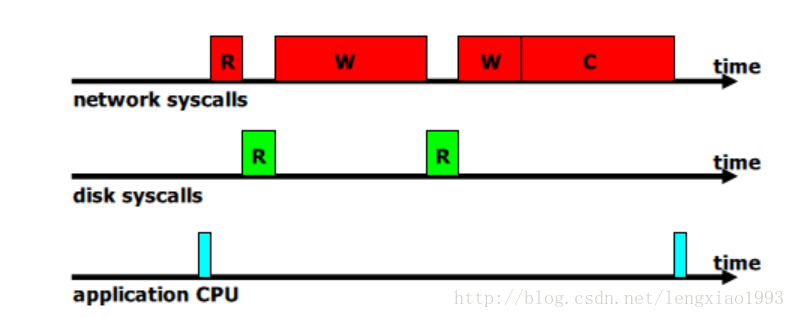 R W W C time
network syscalls
R R time
disk syscalls
time
application CPU
http://blog.csdn.net/lengxiao1993